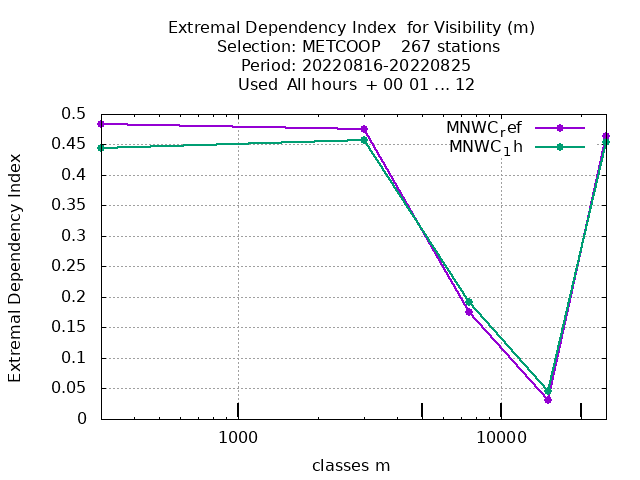 Extremal Dependency Index  for Visibility (m)
Selection: METCOOP    267 stations
Period: 20220816-20220825
Used  All hours  + 00 01 ... 12
MNWC_ref
MNWC_1h
0.5
0.45
0.4
0.35
0.3
0.25
0.2
0.15
0.1
0.05
0
Extremal Dependency Index
1000 10000
classes m